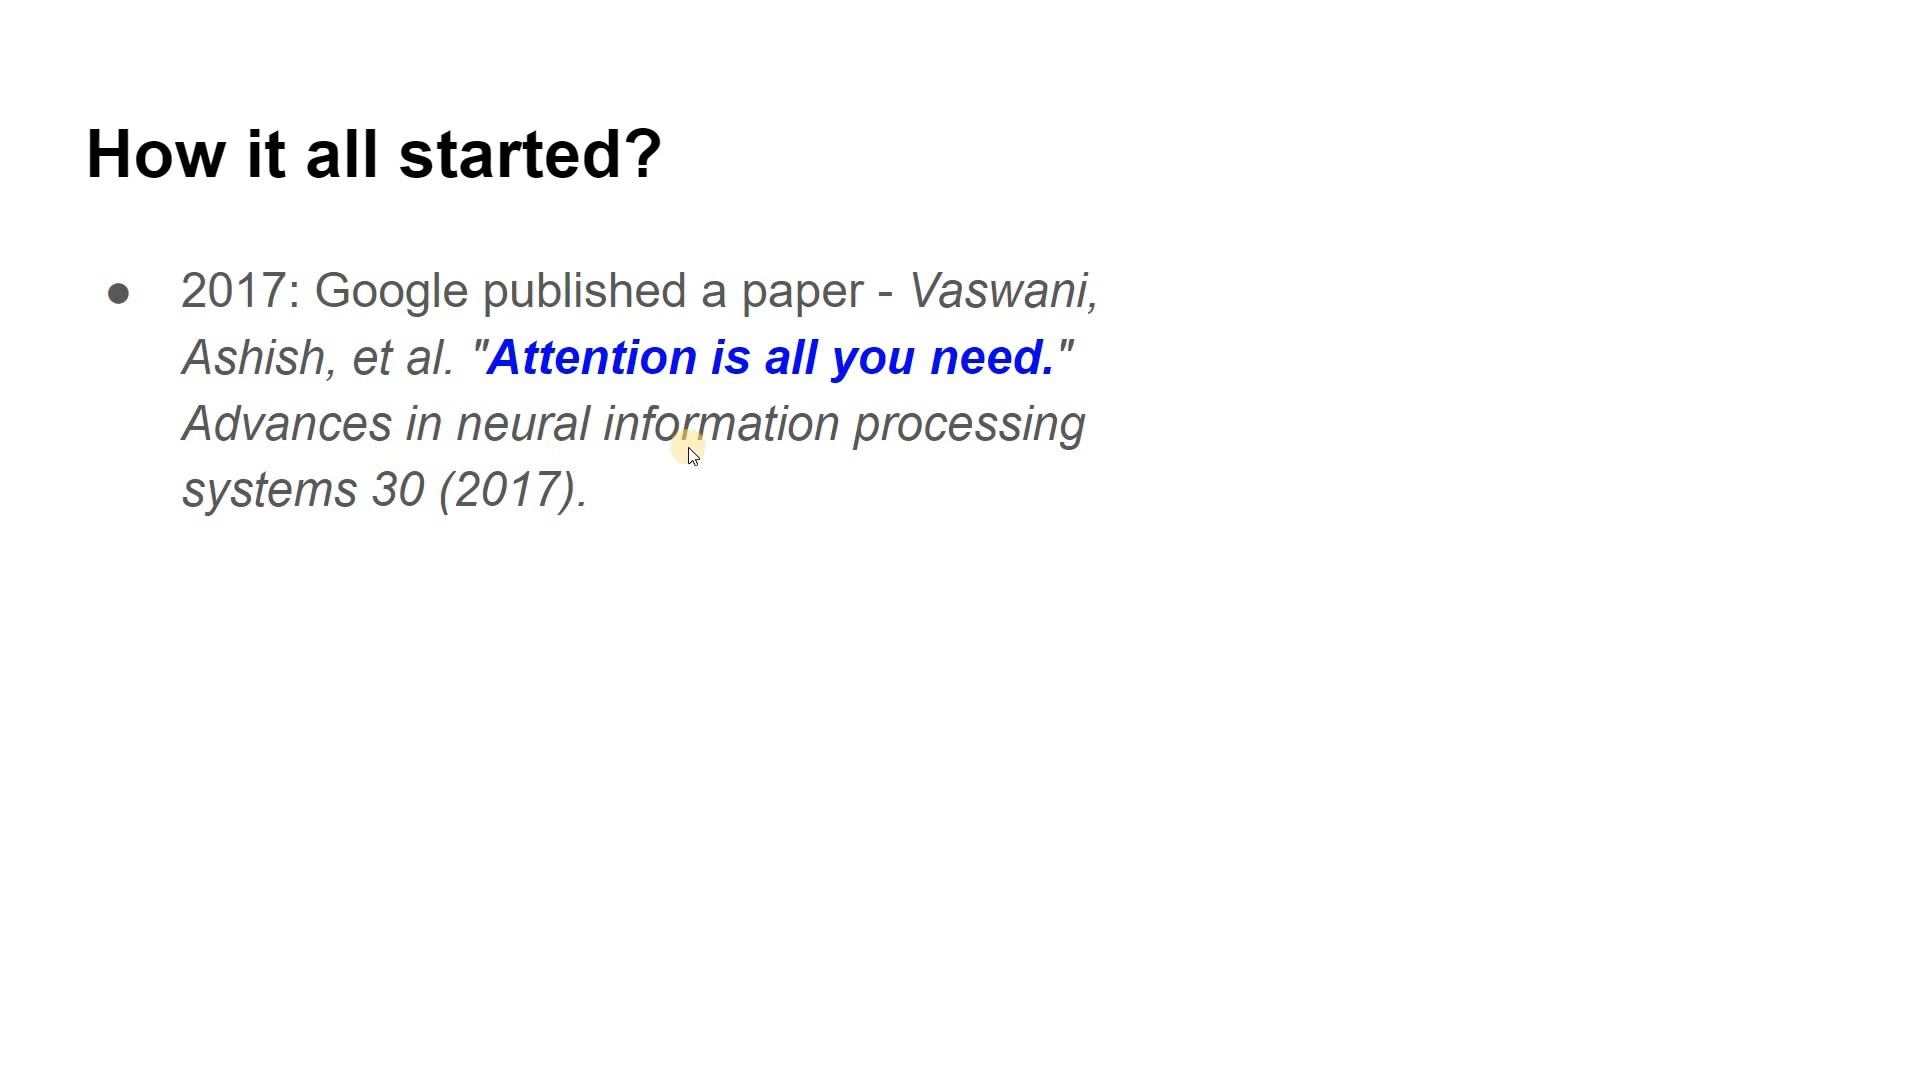 How it all started?
● 2017: Google published a paper - Vaswani,
Ashish, et al. "Attention is all you need."
Advances in neural information processing
systems 30 (2017).